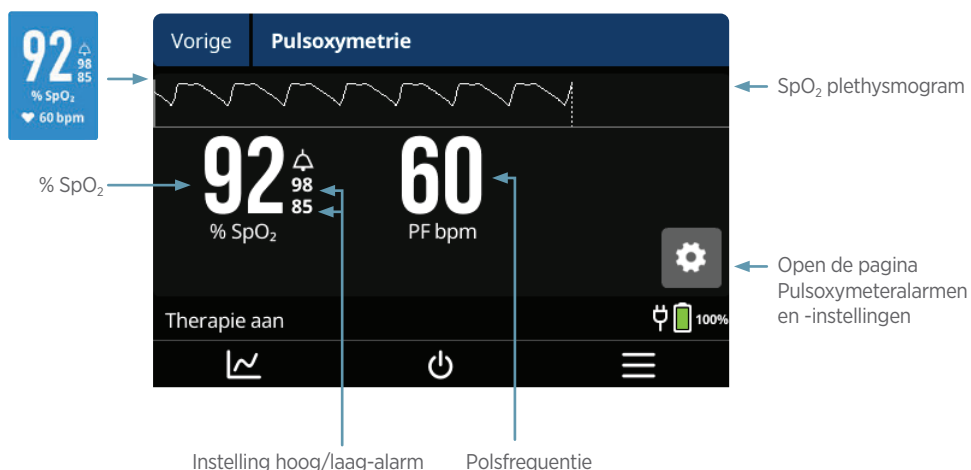 92
98
85
% SpO₂
60 bpm
Vorige Pulsoxymetrie
SpO₂ plethysmogram
% SpO₂
92
98
85
% SpO₂
60
PF bpm
Open de pagina
Pulsoxymeteralarmen
en -instellingen
Therapie aan
100%
Instelling hoog/laag-alarm
Polsfrequentie